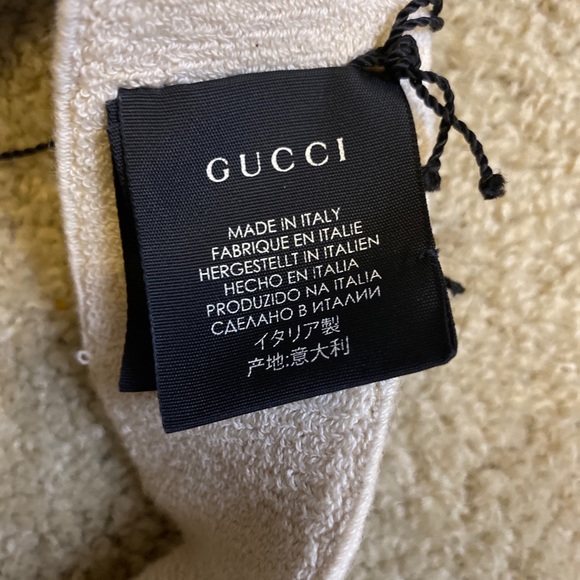 GUCCI
MADE IN ITALY
FABRIQUE EN ITALIE
HERGESTELLT IN ITALIEN
HECHO EN ITALIA
PRODUZIDO NA ITALIA
СДЕЛАНО В ИТАЛИИ
イタリア製
产地:意大利